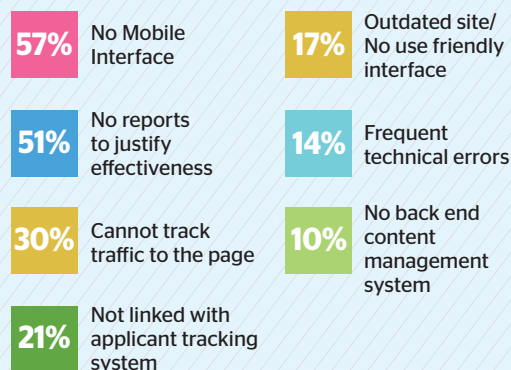 57%
No Mobile
Interface
51%
No reports
to justify
effectiveness
30%
Cannot track
traffic to the page
21%
Not linked with
applicant tracking
system
17%
Outdated site/
No use friendly
interface
14%
Frequent
technical errors
10%
No back end
content
management
system